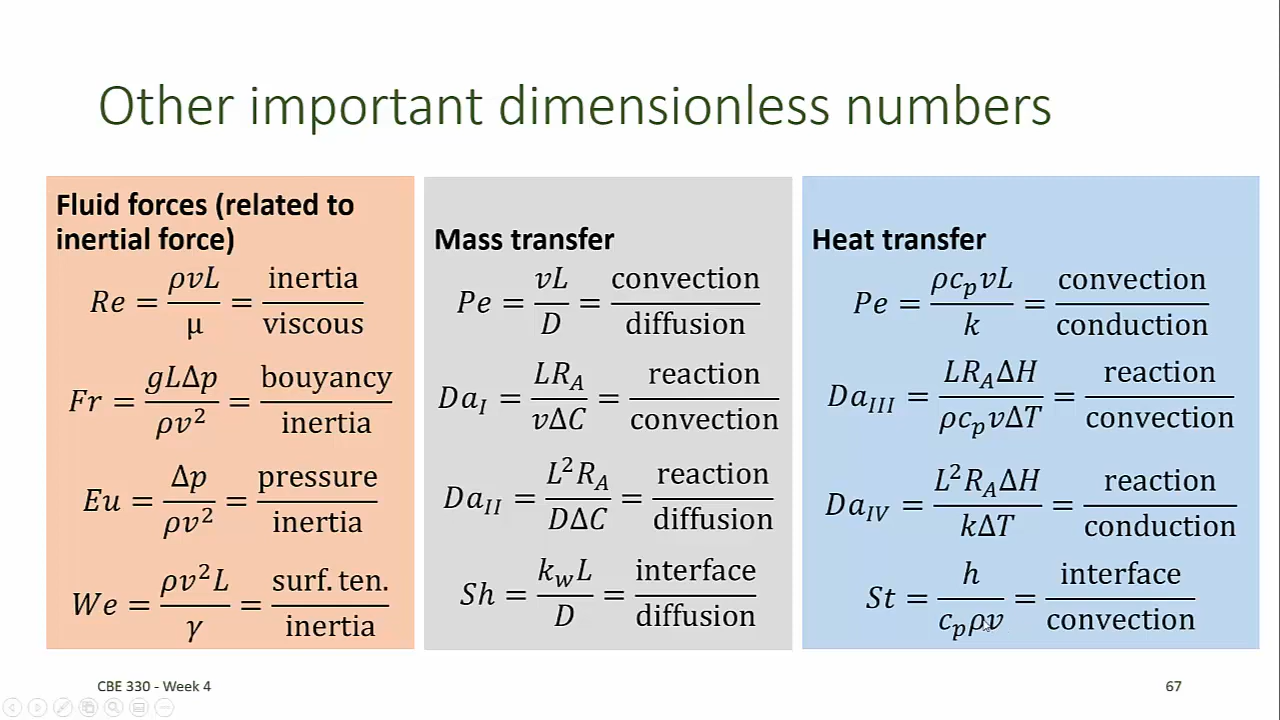 Other important dimensionless numbers
Fluid forces (related to
inertial force)
Re = ρvL/μ = inertia/viscous
Fr = gLΔp/ρv² = bouyancy/inertia
Eu = Δp/ρv² = pressure/inertia
We = ρv²L/γ = surf. ten./inertia
Mass transfer
Pe = vL/D = convection/diffusion
Da_I = LR_A/vΔC = reaction/convection
Da_II = L²R_A/DΔC = reaction/diffusion
Sh = k_wL/D = interface/diffusion
Heat transfer
Pe = ρc_pvL/k = convection/conduction
Da_III = LR_AΔH/ρc_pvΔT = reaction/convection
Da_IV = L²R_AΔH/kΔT = reaction/conduction
St = h/c_pρv = interface/convection
CBE 330 - Week 4
67